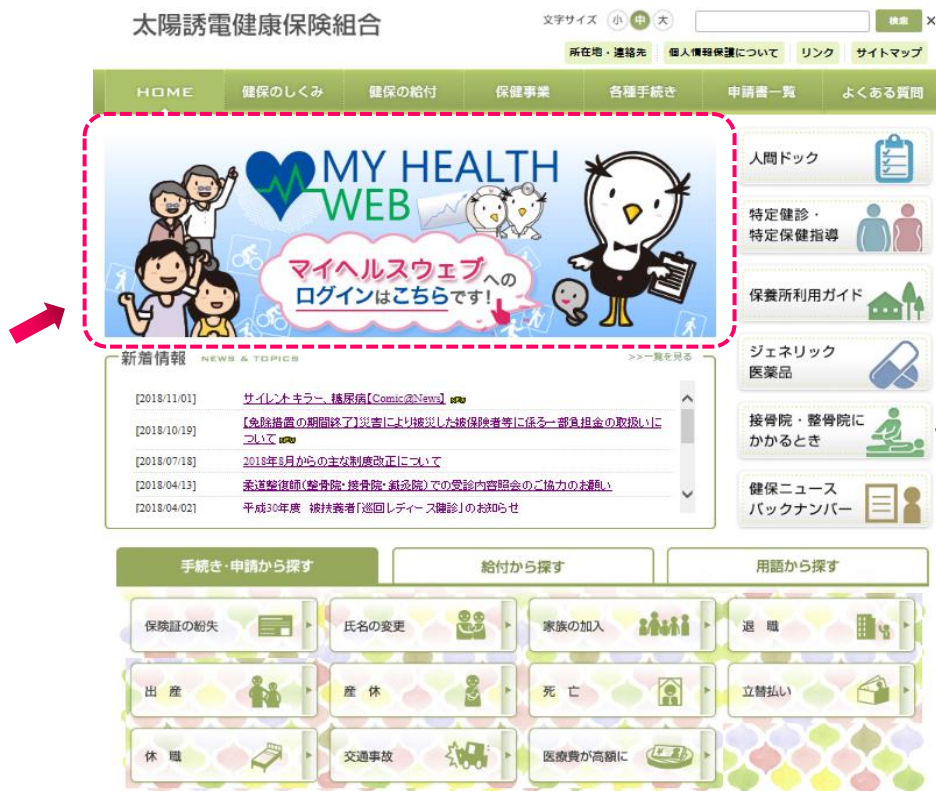 太陽誘電健康保険組合
文字サイズ 小 中 大
検索
所在地・連絡先 個人情報保護について リンク サイトマップ
HOME 健保のしくみ 健保の給付 保健事業 各種手続き 申請書一覧 よくある質問
MY HEALTH
WEB
マイヘルスウェブへの
ログインはこちらです!
人間ドック
特定健診・
特定保健指導
保養所利用ガイド
ジェネリック
医薬品
接骨院・整骨院に
かかるとき
健保ニュース
バックナンバー
新着情報 NEWS & TOPICS >>一覧を見る
[2018/11/01] サイレントキラー、糖尿病【Comic@News】 NEW
[2018/10/19] 【免除措置の期間終了】災害により被災した被保険者等に係る一部負担金の取扱いに
ついて NEW
[2018/07/18] 2018年8月からの主な制度改正について
[2018/04/13] 柔道整復師(整骨院・接骨院・鍼灸院)での受診内容照会のご協力のお願い
[2018/04/02] 平成30年度 被扶養者「巡回レディース健診」のお知らせ
手続き・申請から探す 給付から探す 用語から探す
保険証の紛失 氏名の変更 家族の加入 退 職
出 産 産 休 死 亡 立替払い
休 職 交通事故 医療費が高額に